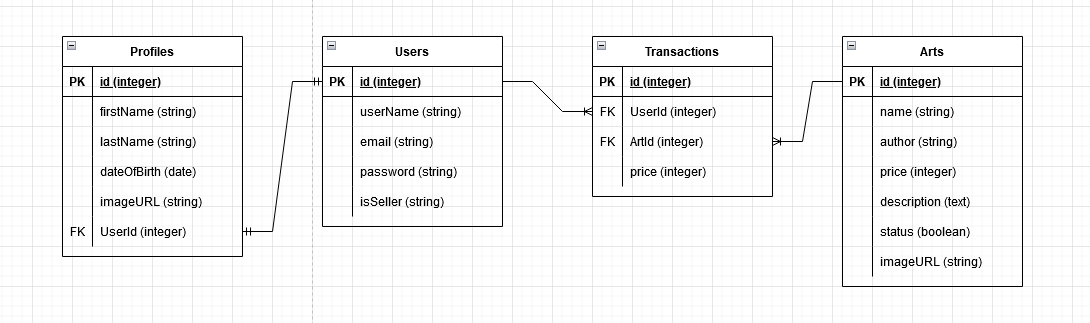 Profiles
PK id (integer)
firstName (string)
lastName (string)
dateOfBirth (date)
imageURL (string)
FK UserId (integer)
Users
PK id (integer)
userName (string)
email (string)
password (string)
isSeller (string)
Transactions
PK id (integer)
FK UserId (integer)
FK ArtId (integer)
price (integer)
Arts
PK id (integer)
name (string)
author (string)
price (integer)
description (text)
status (boolean)
imageURL (string)